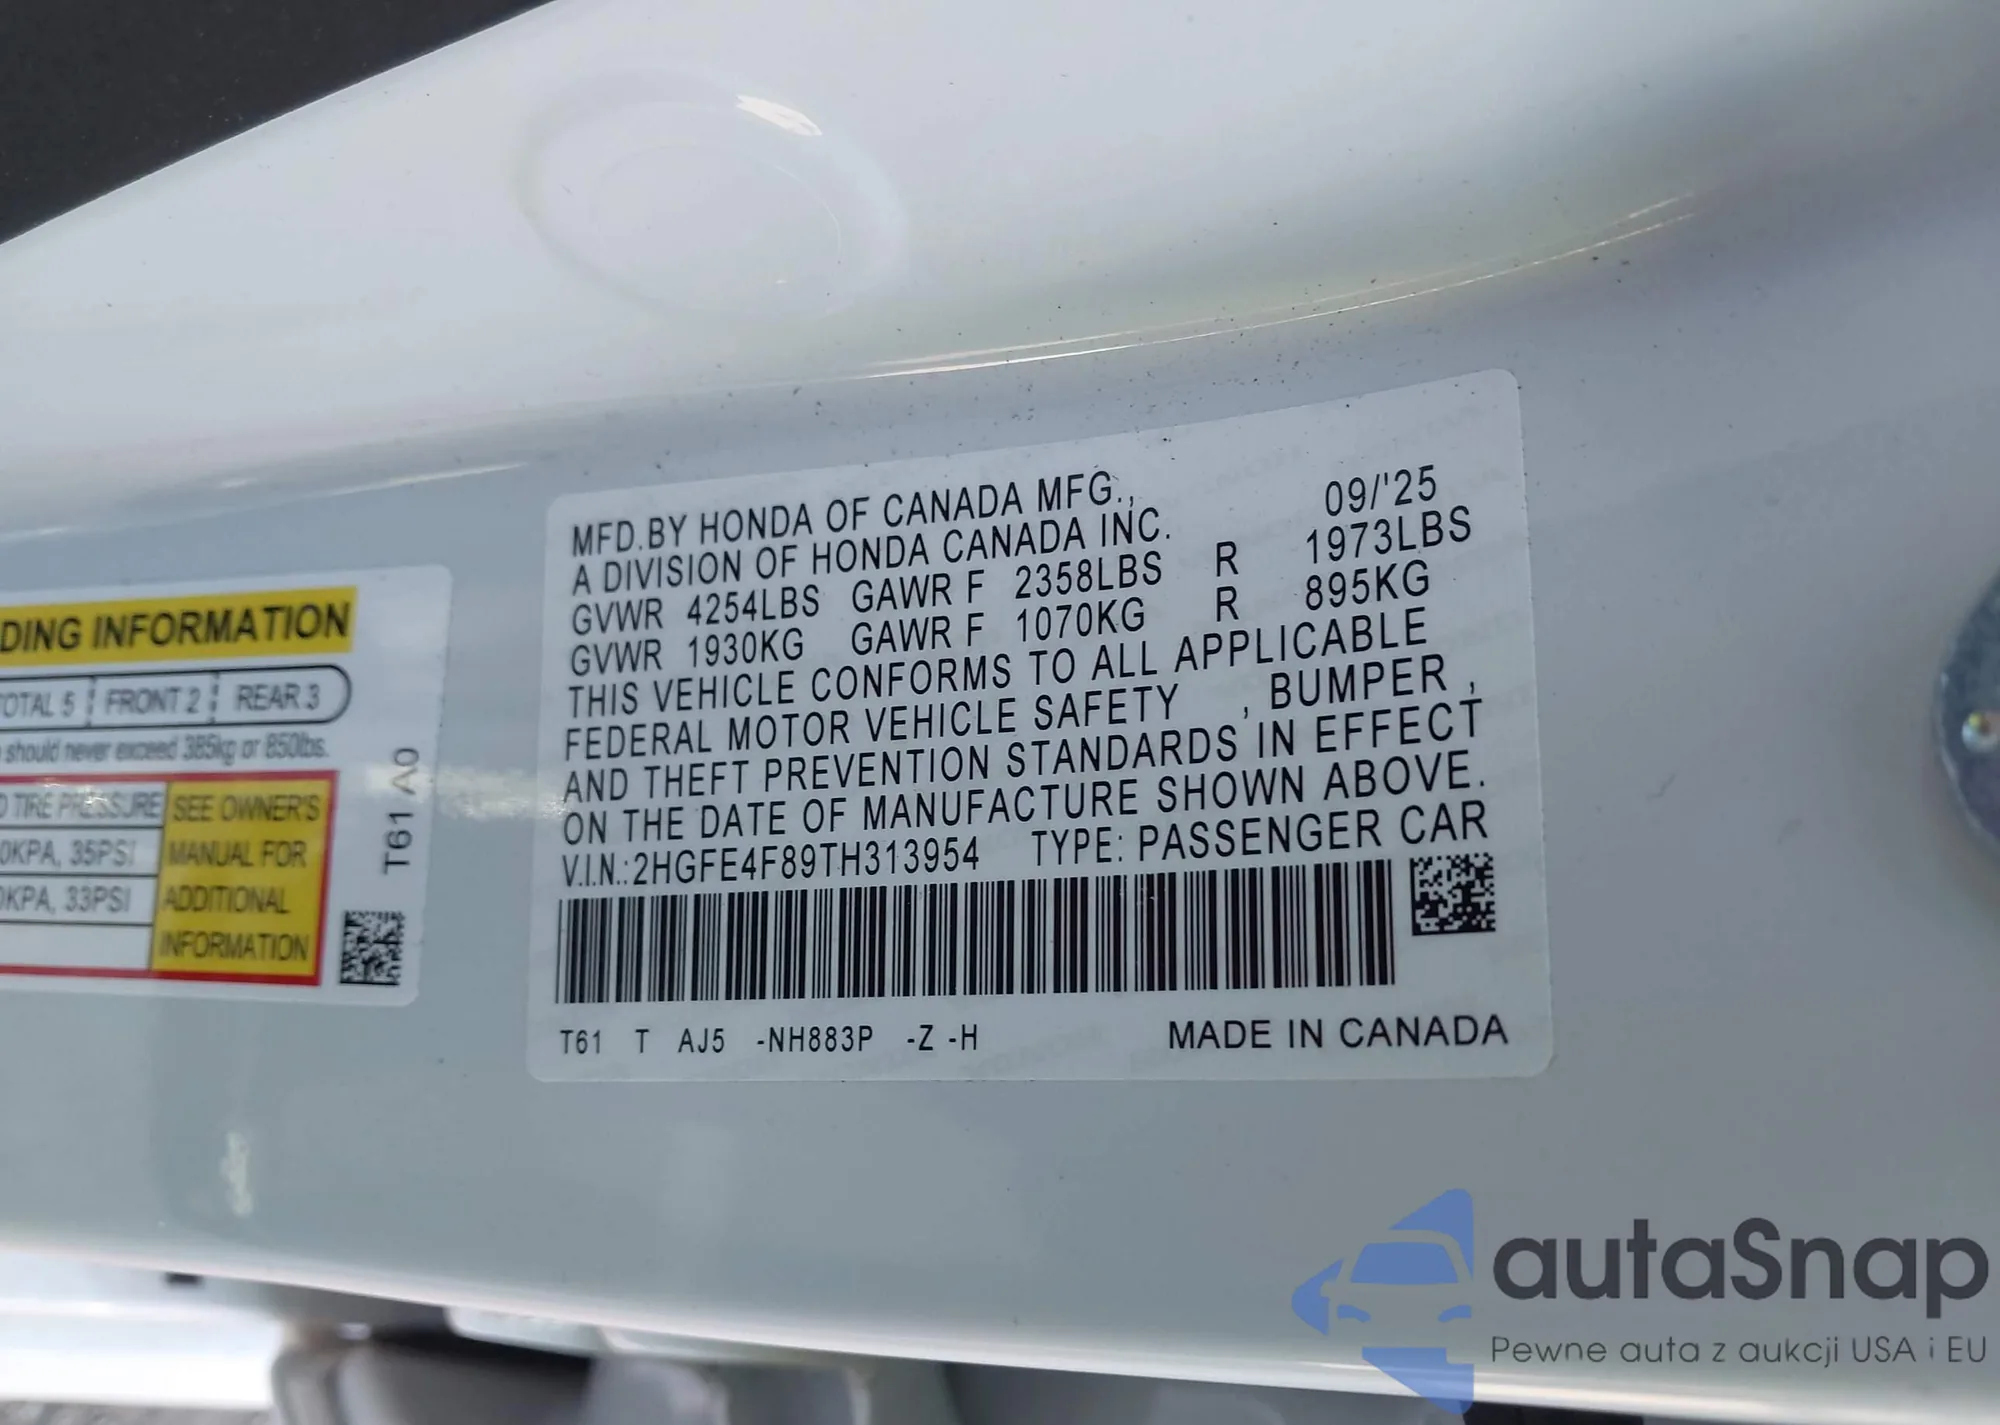 DING INFORMATION
TOTAL 5 FRONT 2 REAR 3
should never exceed 385kg or 850lbs.
TIRE PRESSURE SEE OWNER'S
0KPA, 35PSI MANUAL FOR
0KPA, 33PSI ADDITIONAL
INFORMATION
T61 A0
MFD.BY HONDA OF CANADA MFG., 09/'25
A DIVISION OF HONDA CANADA INC.
GVWR 4254LBS GAWR F 2358LBS R 1973LBS
GVWR 1930KG GAWR F 1070KG R 895KG
THIS VEHICLE CONFORMS TO ALL APPLICABLE
FEDERAL MOTOR VEHICLE SAFETY , BUMPER ,
AND THEFT PREVENTION STANDARDS IN EFFECT
ON THE DATE OF MANUFACTURE SHOWN ABOVE.
V.I.N.:2HGFE4F89TH313954 TYPE: PASSENGER CAR
T61 T AJ5 -NH883P -Z -H MADE IN CANADA
autaSnap
Pewne auta z aukcji USA i EU